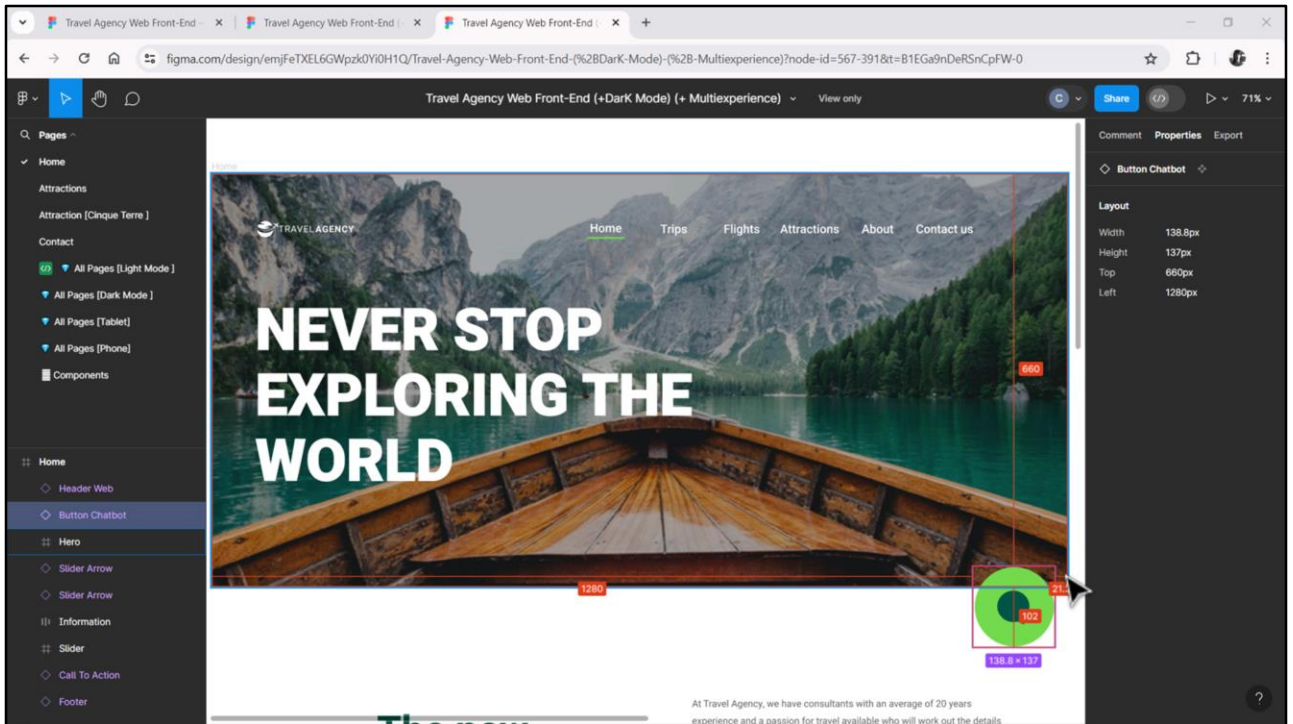 Travel Agency Web Front-End –
Travel Agency Web Front-End (
Travel Agency Web Front-End (
figma.com/design/emjFeTXEL6GWpzk0Yi0H1Q/Travel-Agency-Web-Front-End-(%2BDarK-Mode)-(%2B-Multiexperience)?node-id=567-391&t=B1EGa9nDeRSnCpFW-0
Travel Agency Web Front-End (+DarK Mode) (+ Multiexperience)
View only
C
Share
71%
Pages
Home
Attractions
Attraction [Cinque Terre ]
Contact
All Pages [Light Mode ]
All Pages [Dark Mode ]
All Pages [Tablet]
All Pages [Phone]
Components
Home
Header Web
Button Chatbot
Hero
Slider Arrow
Slider Arrow
Information
Slider
Call To Action
Footer
Home
TRAVELAGENCY
Home
Trips
Flights
Attractions
About
Contact us
NEVER STOP
EXPLORING THE
WORLD
660
1280
21.
102
138.8 × 137
At Travel Agency, we have consultants with an average of 20 years
experience and a passion for travel available who will work out the details
The new
Comment
Properties
Export
Button Chatbot
Layout
Width 138.8px
Height 137px
Top 660px
Left 1280px
?